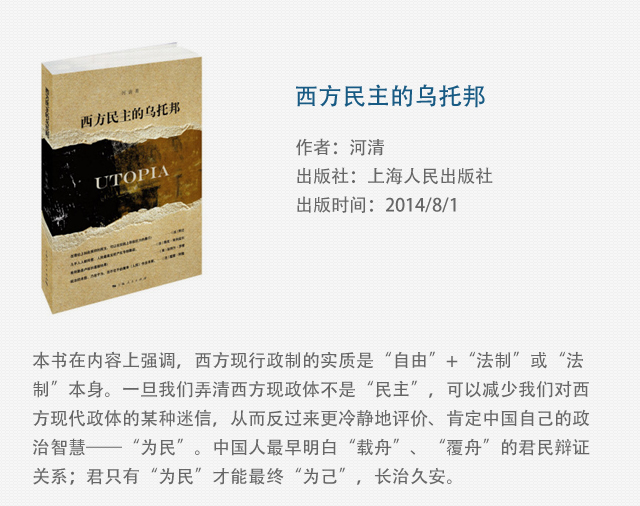 西方民主的乌托邦
作者：河清
出版社：上海人民出版社
出版时间：2014/8/1
河清 著
西方民主的乌托邦
UTOPIA
本书在内容上强调，西方现行政制的实质是“自由”+“法制”或“法
制”本身。一旦我们弄清西方现政体不是“民主”，可以减少我们对西
方现代政体的某种迷信，从而反过来更冷静地评价、肯定中国自己的政
治智慧——“为民”。中国人最早明白“载舟”、“覆舟”的君民辩证
关系；君只有“为民”才能最终“为己”，长治久安。